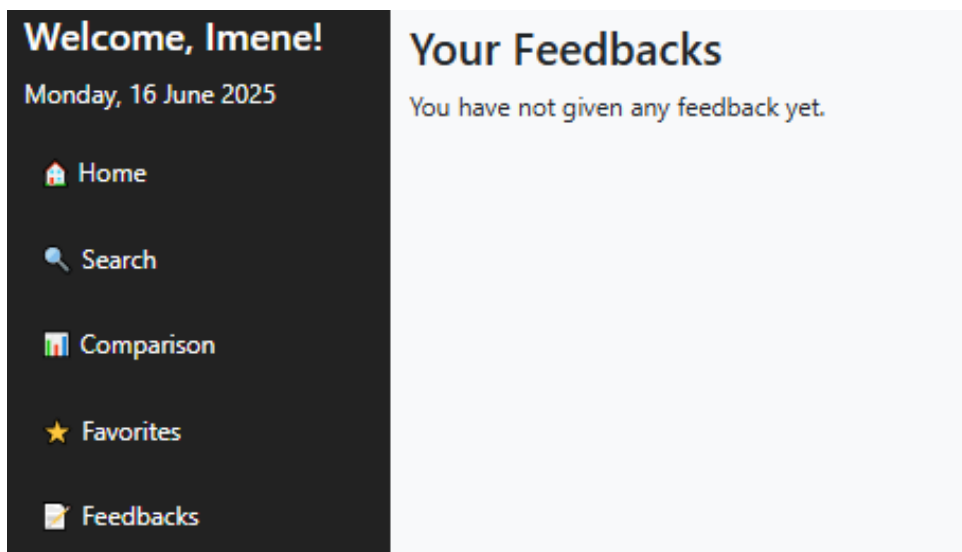 Welcome, Imene!
Monday, 16 June 2025
Home
Search
Comparison
Favorites
Feedbacks
Your Feedbacks
You have not given any feedback yet.